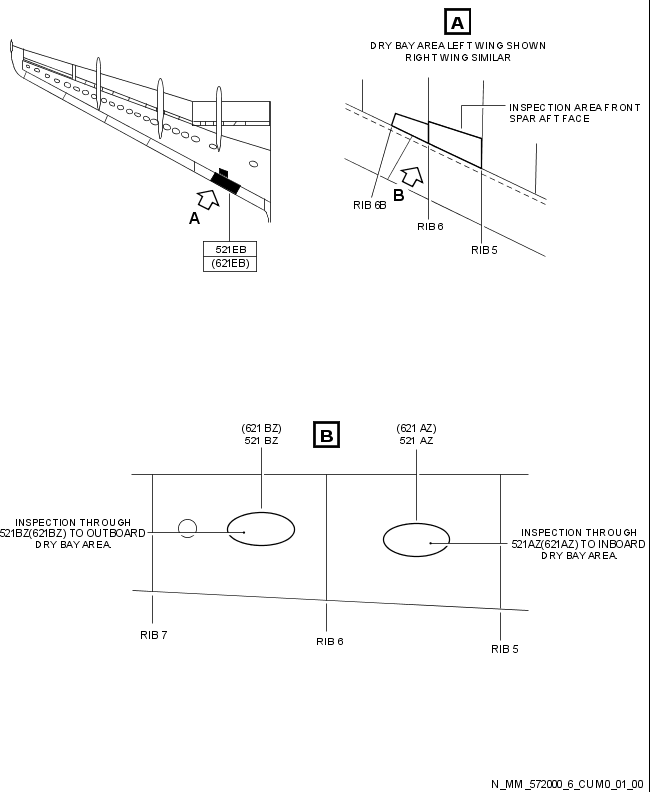 A
DRY BAY AREA LEFT WING SHOWN
RIGHT WING SIMILAR
INSPECTION AREA FRONT
SPAR AFT FACE
A
B
RIB 6B
RIB 6
RIB 5
521EB
(621EB)
B
(621 BZ)
521 BZ
(621 AZ)
521 AZ
INSPECTION THROUGH
521BZ(621BZ) TO OUTBOARD
DRY BAY AREA.
INSPECTION THROUGH
521AZ(621AZ) TO INBOARD
DRY BAY AREA.
RIB 7
RIB 6
RIB 5
N_MM_572000_6_CUM0_01_00